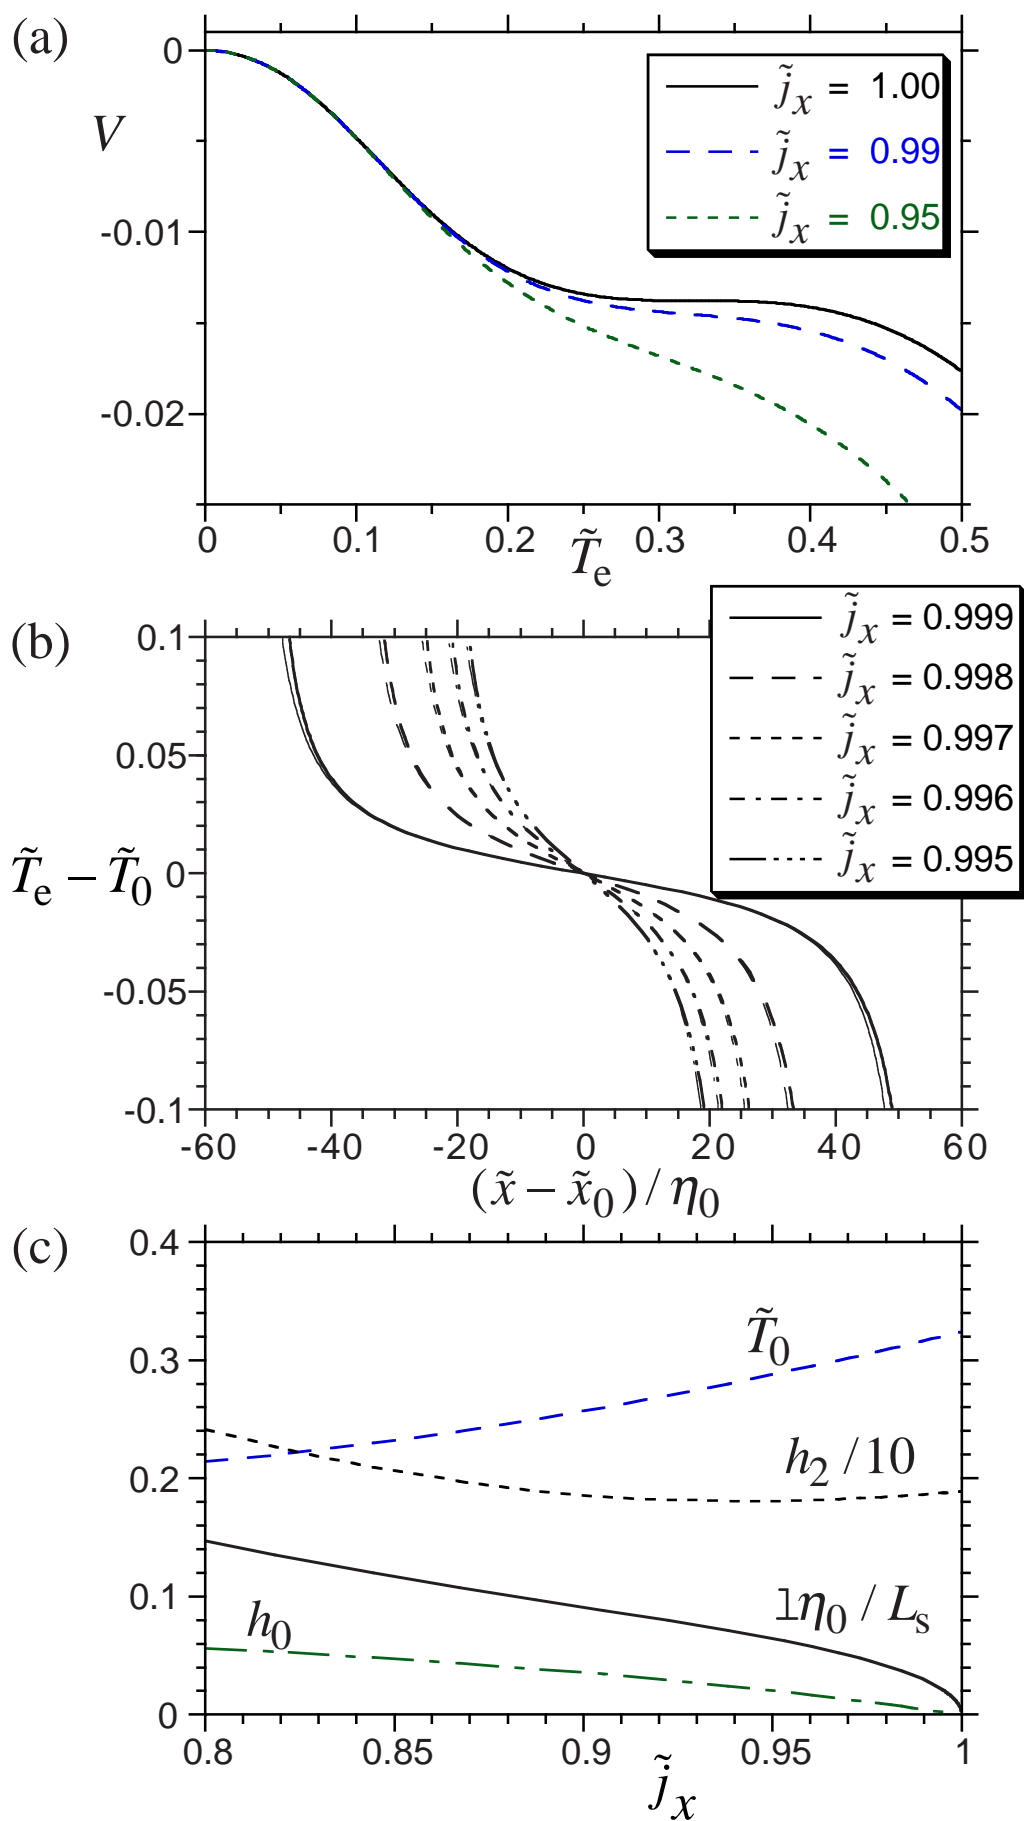 (a)
0
V
-0.01
-0.02
j̃x = 1.00
j̃x = 0.99
j̃x = 0.95
0 0.1 0.2 0.3 0.4 0.5
T̃e
(b)
0.1
0.05
T̃e − T̃0 0
-0.05
-0.1
j̃x = 0.999
j̃x = 0.998
j̃x = 0.997
j̃x = 0.996
j̃x = 0.995
-60 -40 -20 0 20 40 60
(x̃ − x̃0) / η0
(c)
0.4
0.3
0.2
0.1
0
T̃0
h2 /10
⊥η0 / Ls
h0
0.8 0.85 0.9 0.95 1
j̃x